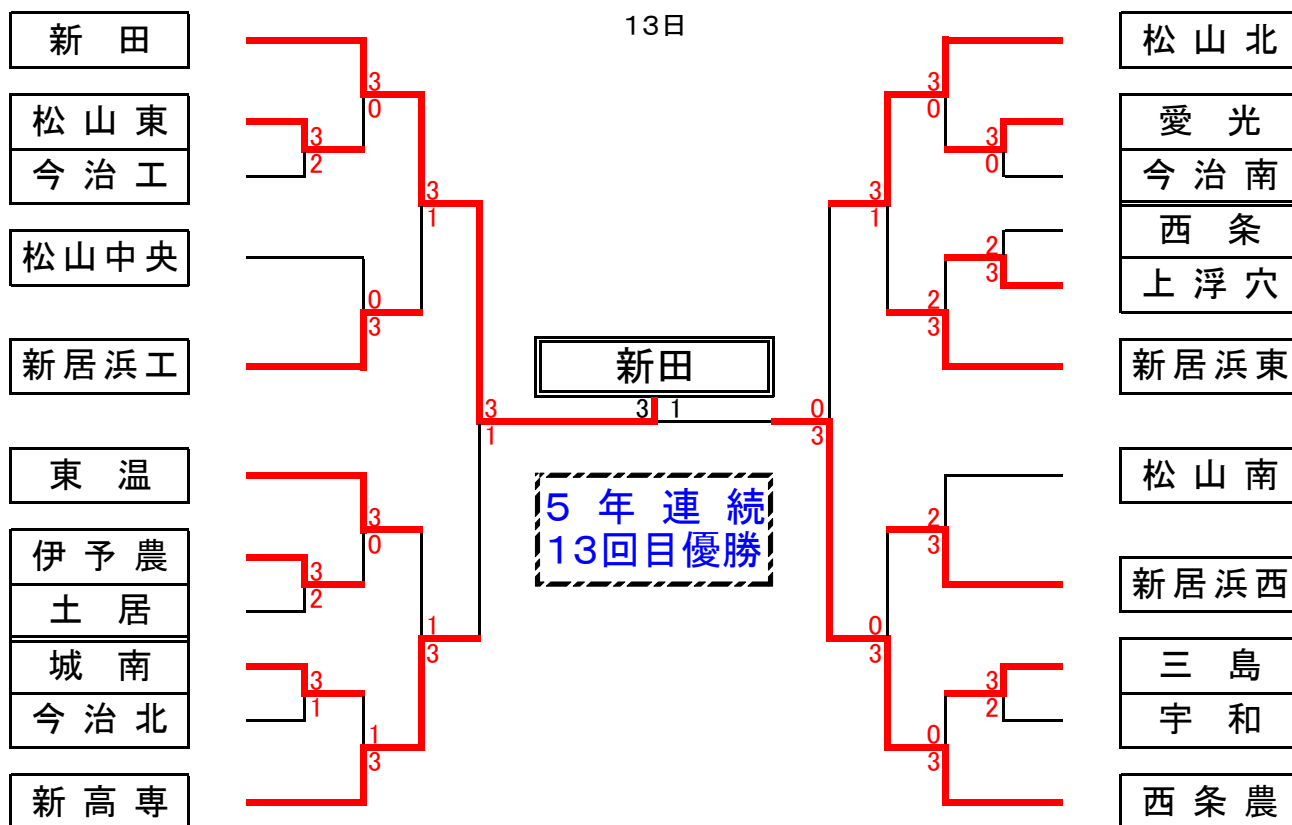 13日
新田
松山東
今治工
松山中央
新居浜工
東温
伊予農
土居
城南
今治北
新高専
3
0
3
2
3
1
0
3
3
1
3
0
3
2
1
3
3
1
1
3
新田
3 1
5年連続
13回目優勝
松山北
愛光
今治南
西条
上浮穴
新居浜東
松山南
新居浜西
三島
宇和
西条農
3
0
3
0
3
1
2
3
2
3
0
3
2
3
0
3
3
2
0
3